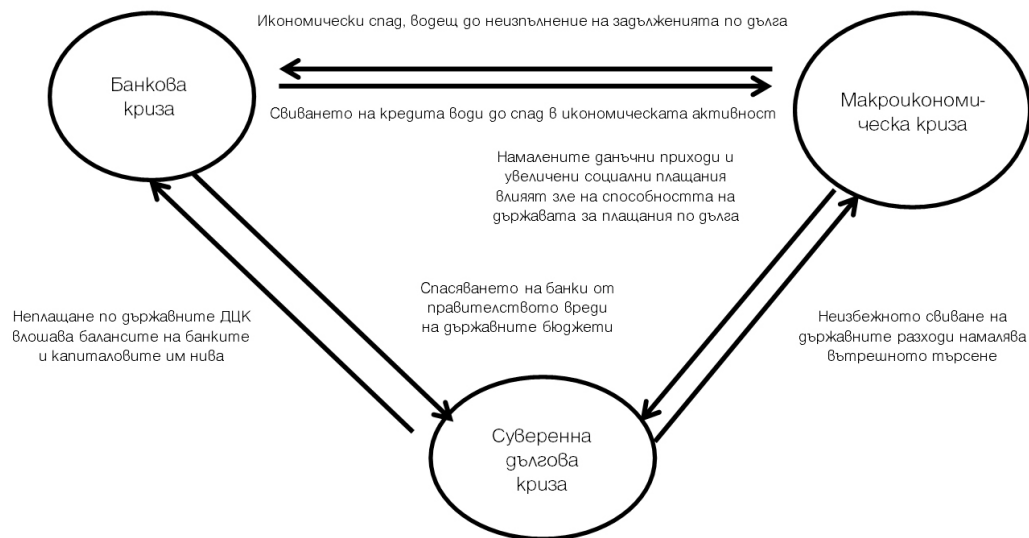 Икономически спад, водещ до неизпълнение на задълженията по дълга
Банкова
криза
Макроикономи-
ческа криза
Свиването на кредита води до спад в икономическата активност
Намалените данъчни приходи и
увеличени социални плащания
влияят зле на способността на
държавата за плащания по дълга
Спасяването на банки от
правителството вреди
на държавните бюджети
Неплащане по държавните ДЦК
влошава балансите на банките
и капиталовите им нива
Неизбежното свиване на
държавните разходи намалява
вътрешното търсене
Суверенна
дългова
криза